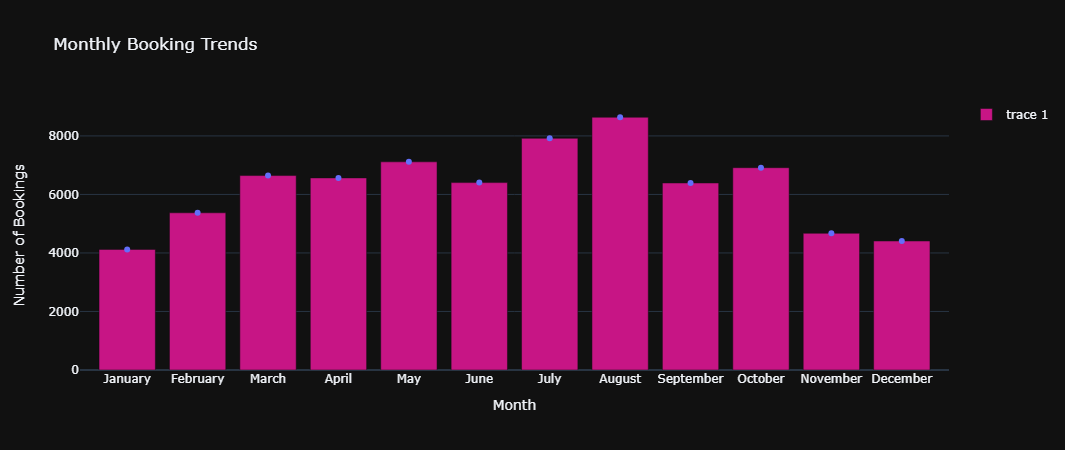 Monthly Booking Trends
trace 1
Number of Bookings
8000
6000
4000
2000
0
January February March April May June July August September October November December
Month